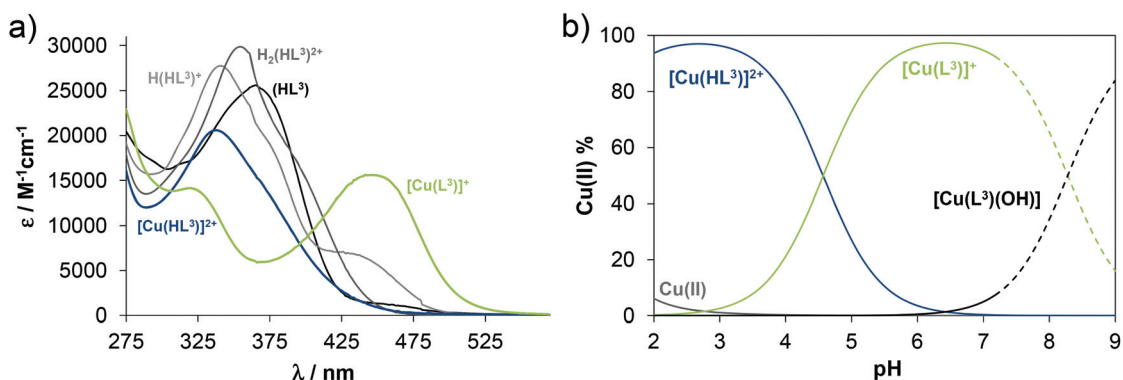 a)
ε / M⁻¹cm⁻¹
30000
25000
20000
15000
10000
5000
0
275
325
375
425
475
525
λ / nm
H(HL³)⁺
H₂(HL³)²⁺
(HL³)
[Cu(HL³)]²⁺
[Cu(L³)]⁺
b)
Cu(II) %
100
80
60
40
20
0
2
3
4
5
6
7
8
9
pH
[Cu(HL³)]²⁺
[Cu(L³)]⁺
[Cu(L³)(OH)]
Cu(II)